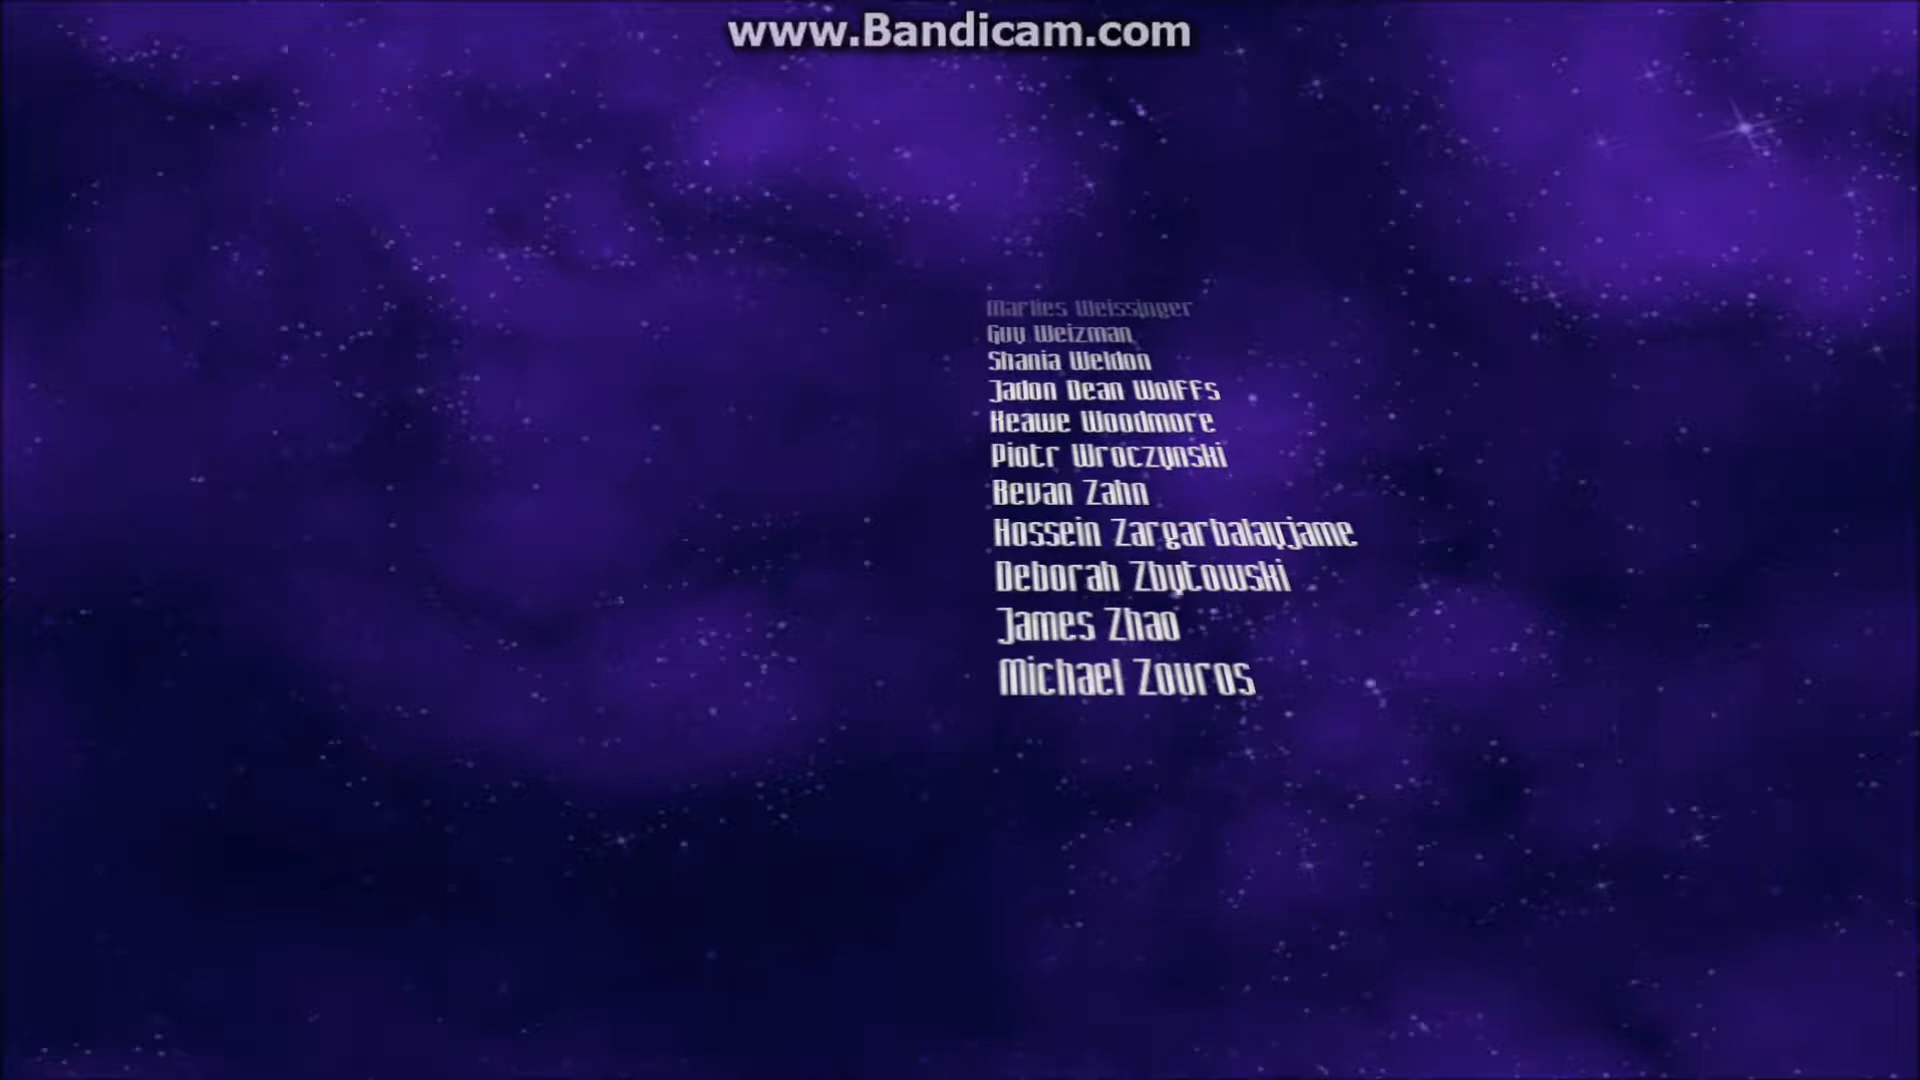 www.Bandicam.com
Marlies Weissinger
Guy Weizman
Shania Weldon
Jadon Dean Wolffs
Keawe Woodmore
Piotr Wroczynski
Bevan Zahn
Hossein Zargarbalayjame
Deborah Zbytowski
James Zhao
Michael Zouros